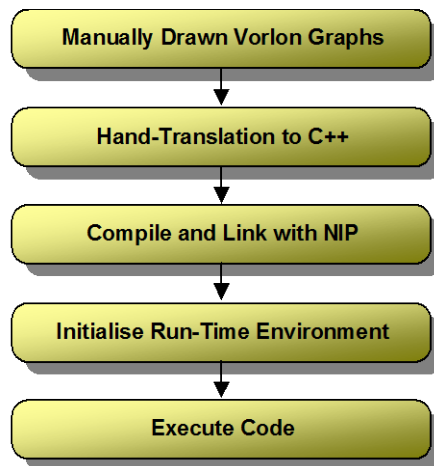 Manually Drawn Vorlon Graphs
Hand-Translation to C++
Compile and Link with NIP
Initialise Run-Time Environment
Execute Code